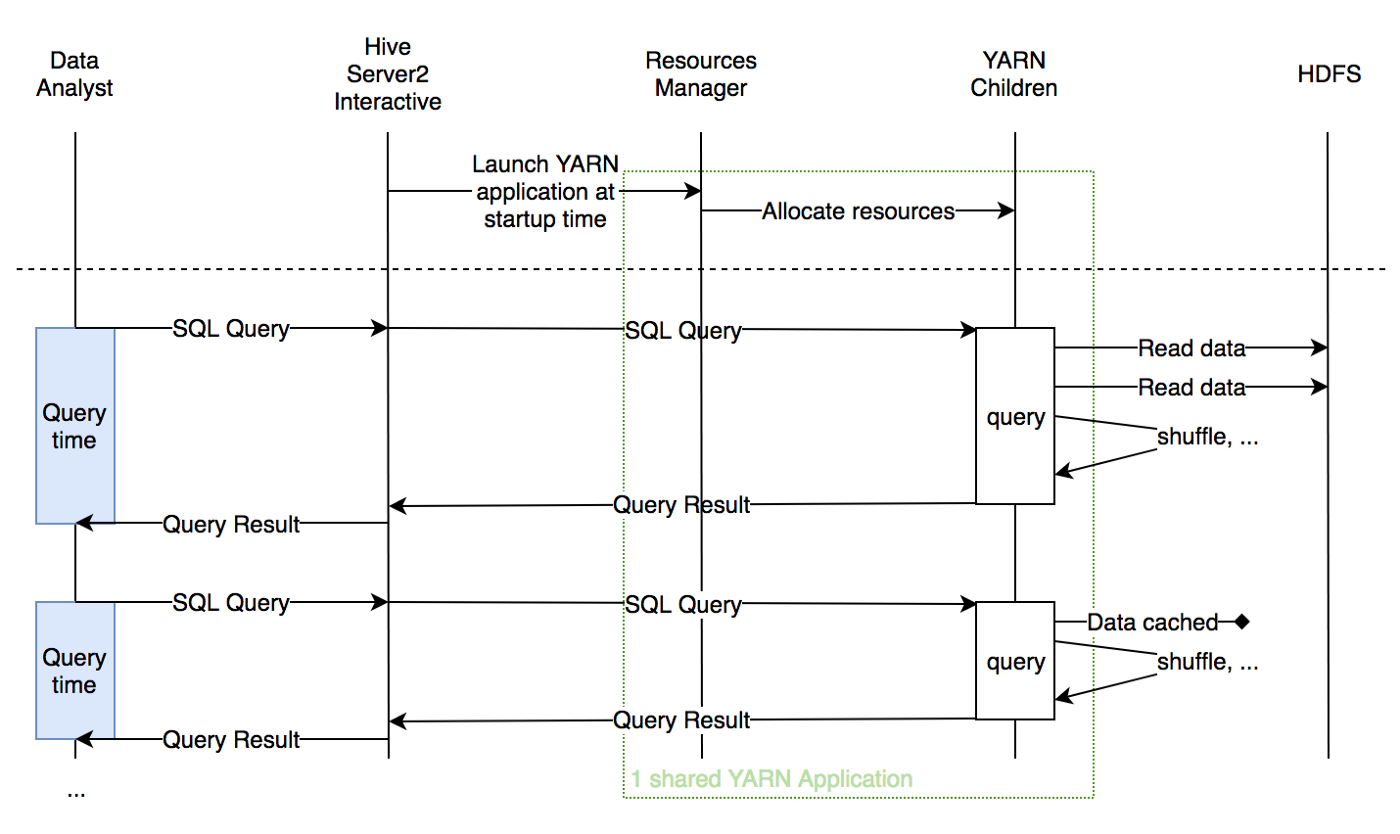 Data
Analyst
Hive
Server2
Interactive
Resources
Manager
YARN
Children
HDFS
Launch YARN
application at
startup time
Allocate resources
SQL Query
SQL Query
Read data
Read data
Query
time
query
shuffle, ...
Query Result
Query Result
SQL Query
SQL Query
Data cached
Query
time
query
shuffle, ...
Query Result
Query Result
1 shared YARN Application
...